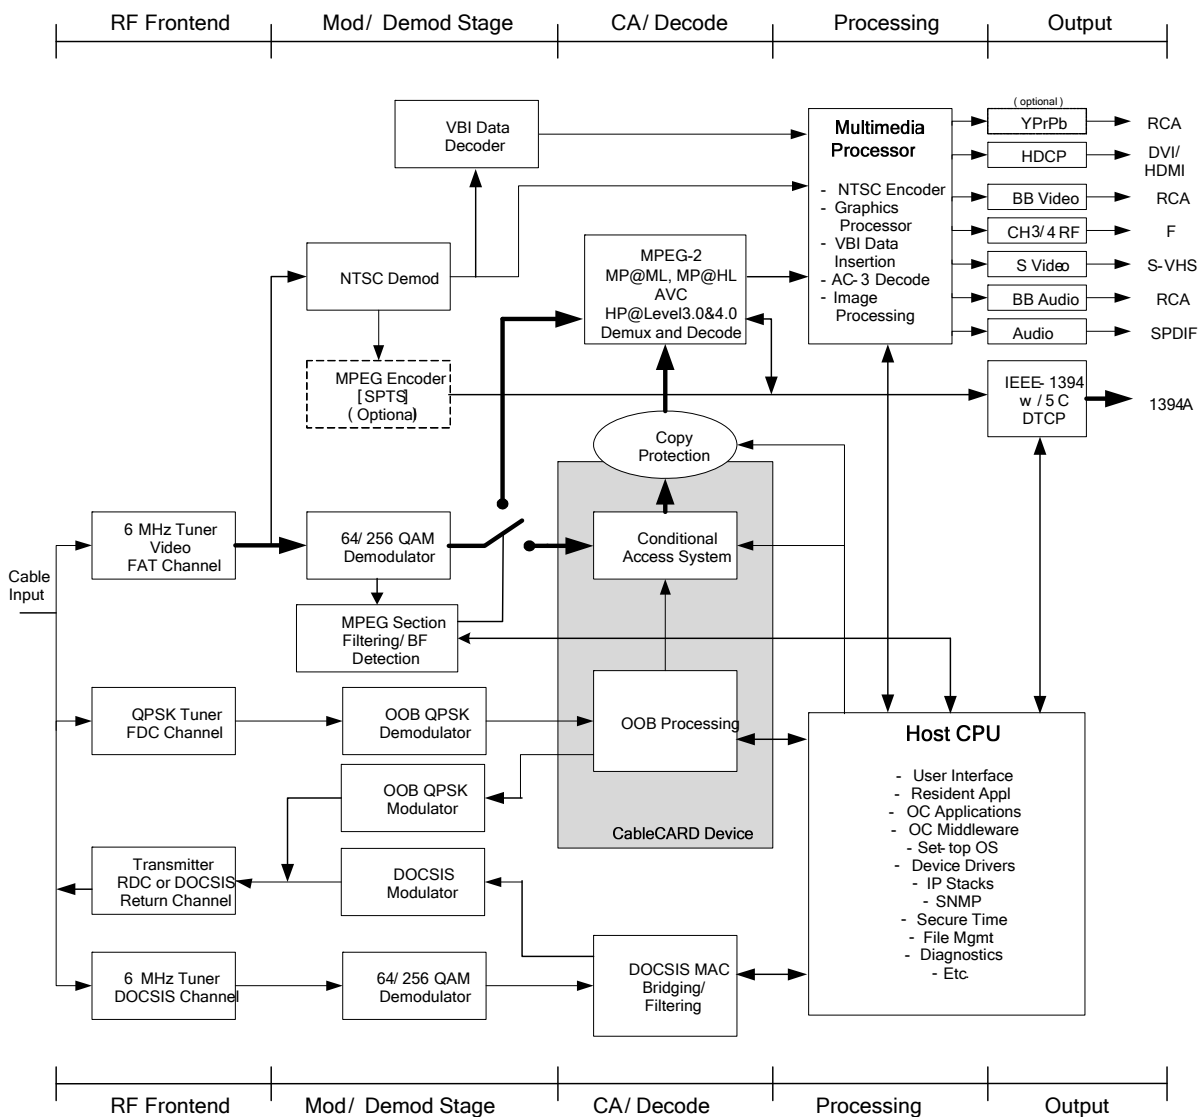 RF Frontend
Mod/ Demod Stage
CA/ Decode
Processing
Output
VBI Data
Decoder
NTSC Demod
MPEG Encoder
[SPTS]
( Optional)
MPEG-2
MP@ML, MP@HL
AVC
HP@Level3.0&4.0
Demux and Decode
Multimedia
Processor
- NTSC Encoder
- Graphics
Processor
- VBI Data
Insertion
- AC-3 Decode
- Image
Processing
( optional)
YPrPb
RCA
HDCP
DVI/
HDMI
BB Video
RCA
CH3/ 4 RF
F
S Video
S-VHS
BB Audio
RCA
Audio
SPDIF
IEEE- 1394
w / 5 C
DTCP
1394A
Copy
Protection
Cable
Input
6 MHz Tuner
Video
FAT Channel
64/ 256 QAM
Demodulator
Conditional
Access System
MPEG Section
Filtering/ BF
Detection
QPSK Tuner
FDC Channel
OOB QPSK
Demodulator
OOB Processing
OOB QPSK
Modulator
CableCARD Device
Transmitter
RDC or DOCSIS
Return Channel
DOCSIS
Modulator
6 MHz Tuner
DOCSIS Channel
64/ 256 QAM
Demodulator
DOCSIS MAC
Bridging/
Filtering
Host CPU
- User Interface
- Resident Appl
- OC Applications
- OC Middleware
- Set-top OS
- Device Drivers
- IP Stacks
- SNMP
- Secure Time
- File Mgmt
- Diagnostics
- Etc.
RF Frontend
Mod/ Demod Stage
CA/ Decode
Processing
Output